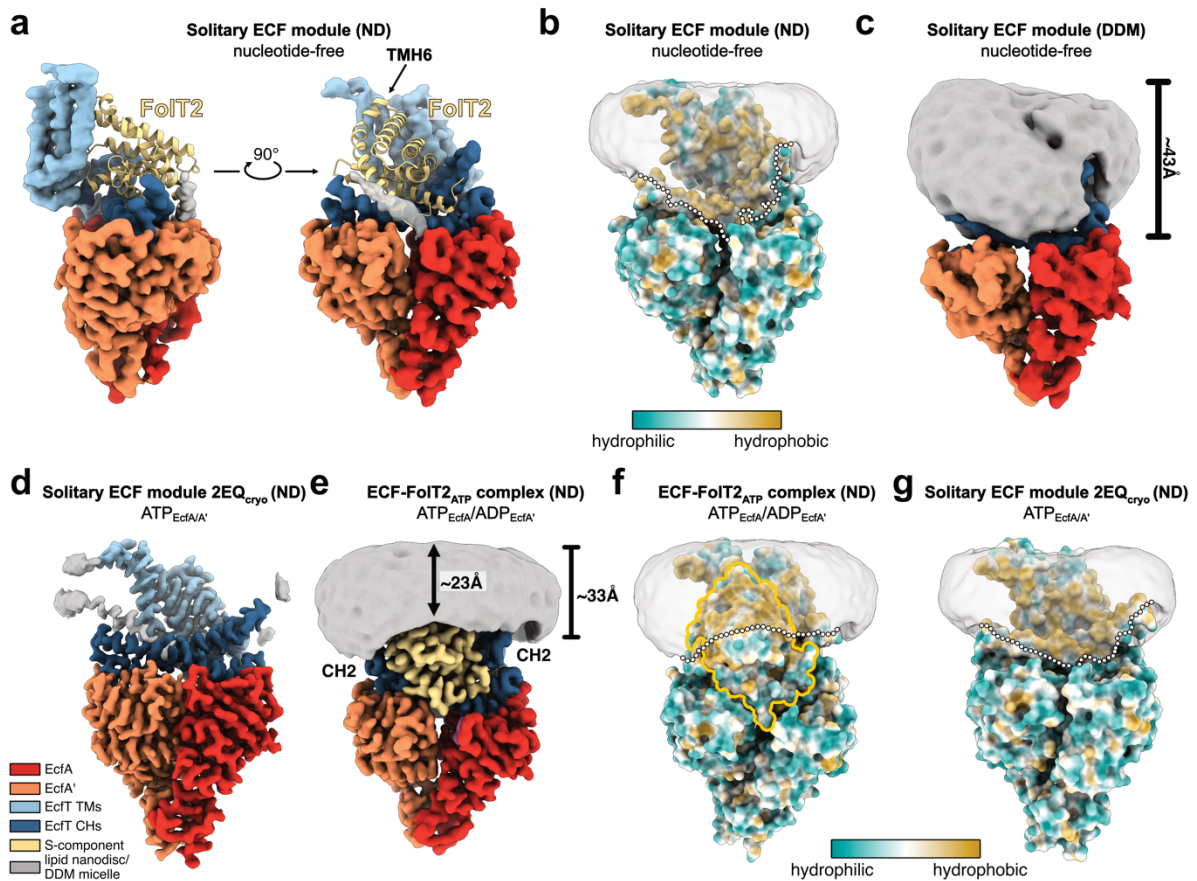 a
Solitary ECF module (ND)
nucleotide-free
TMH6
FolT2
90°
FolT2
b
Solitary ECF module (ND)
nucleotide-free
hydrophilic
hydrophobic
c
Solitary ECF module (DDM)
nucleotide-free
~43Å
d
Solitary ECF module 2EQcryo (ND)
ATPEcfA/A'
EcfA
EcfA'
EcfT TMs
EcfT CHs
S-component
lipid nanodisc/
DDM micelle
e
ECF-FolT2ATP complex (ND)
ATPEcfA/ADPEcfA'
~23Å
~33Å
CH2
CH2
f
ECF-FolT2ATP complex (ND)
ATPEcfA/ADPEcfA'
g
Solitary ECF module 2EQcryo (ND)
ATPEcfA/A'
hydrophilic
hydrophobic